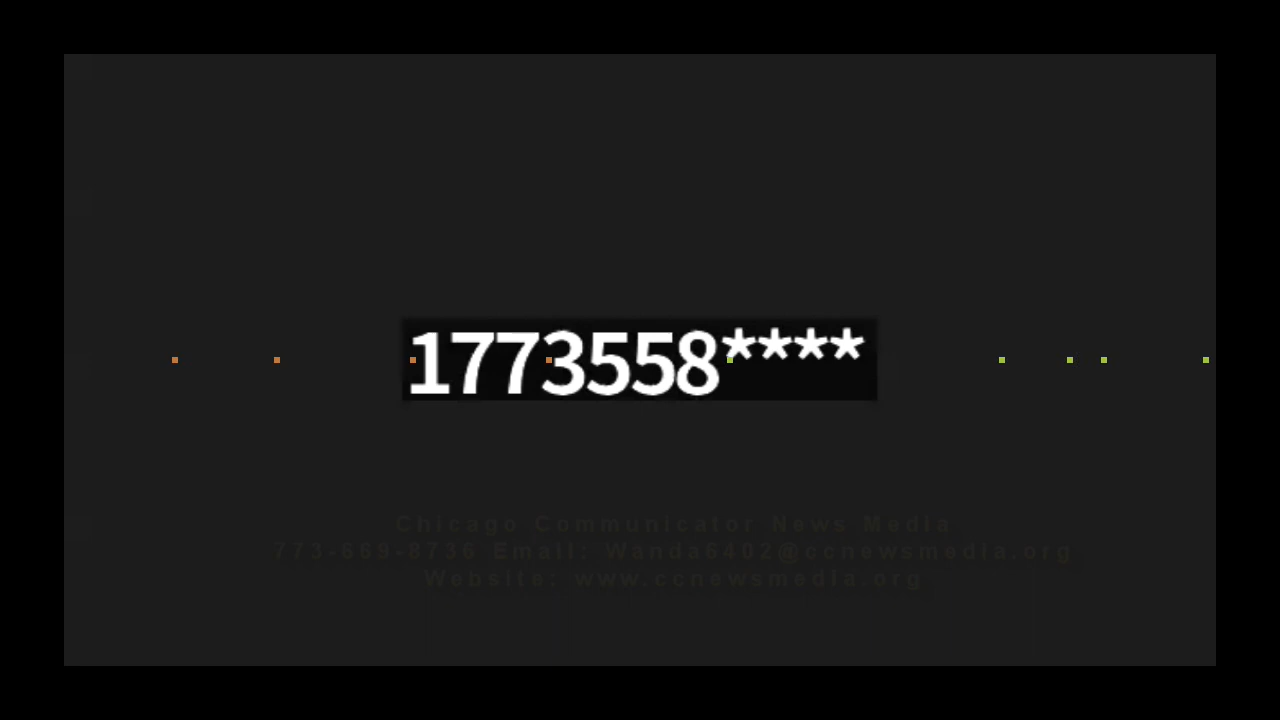 1773558****
Chicago Communicator News Media
773-669-8736 Email: Wanda6402@ccnewsmedia.org
Website: www.ccnewsmedia.org